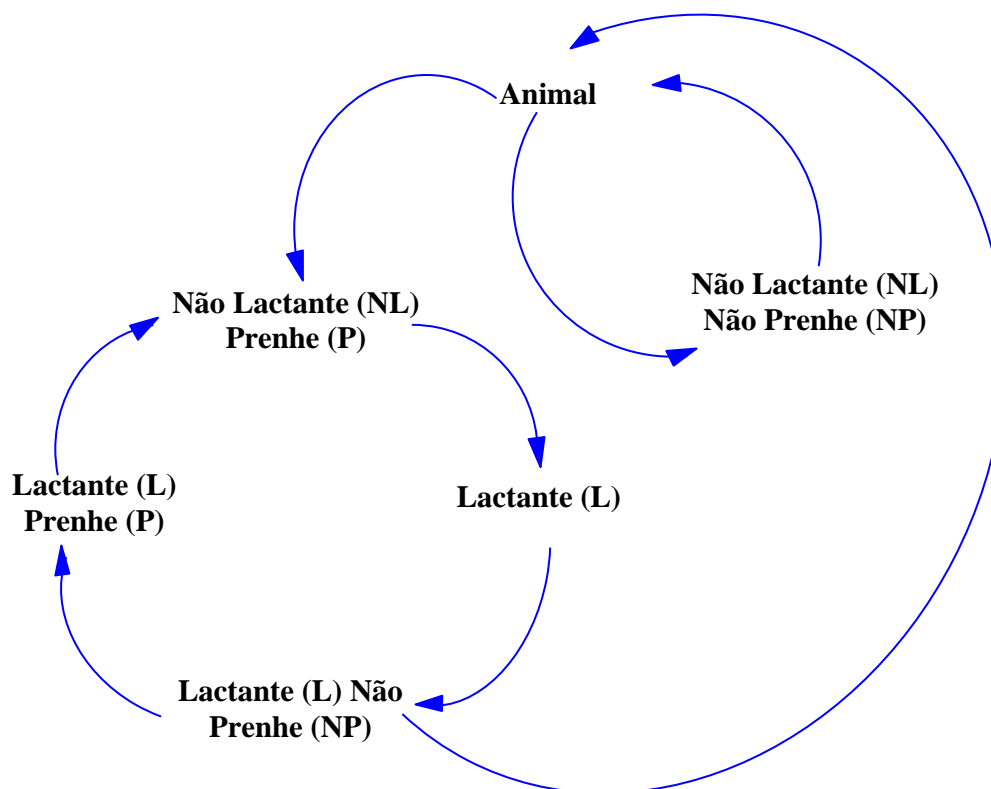 Animal
Não Lactante (NL)
Não Prenhe (NP)
Não Lactante (NL)
Prenhe (P)
Lactante (L)
Prenhe (P)
Lactante (L)
Lactante (L) Não
Prenhe (NP)